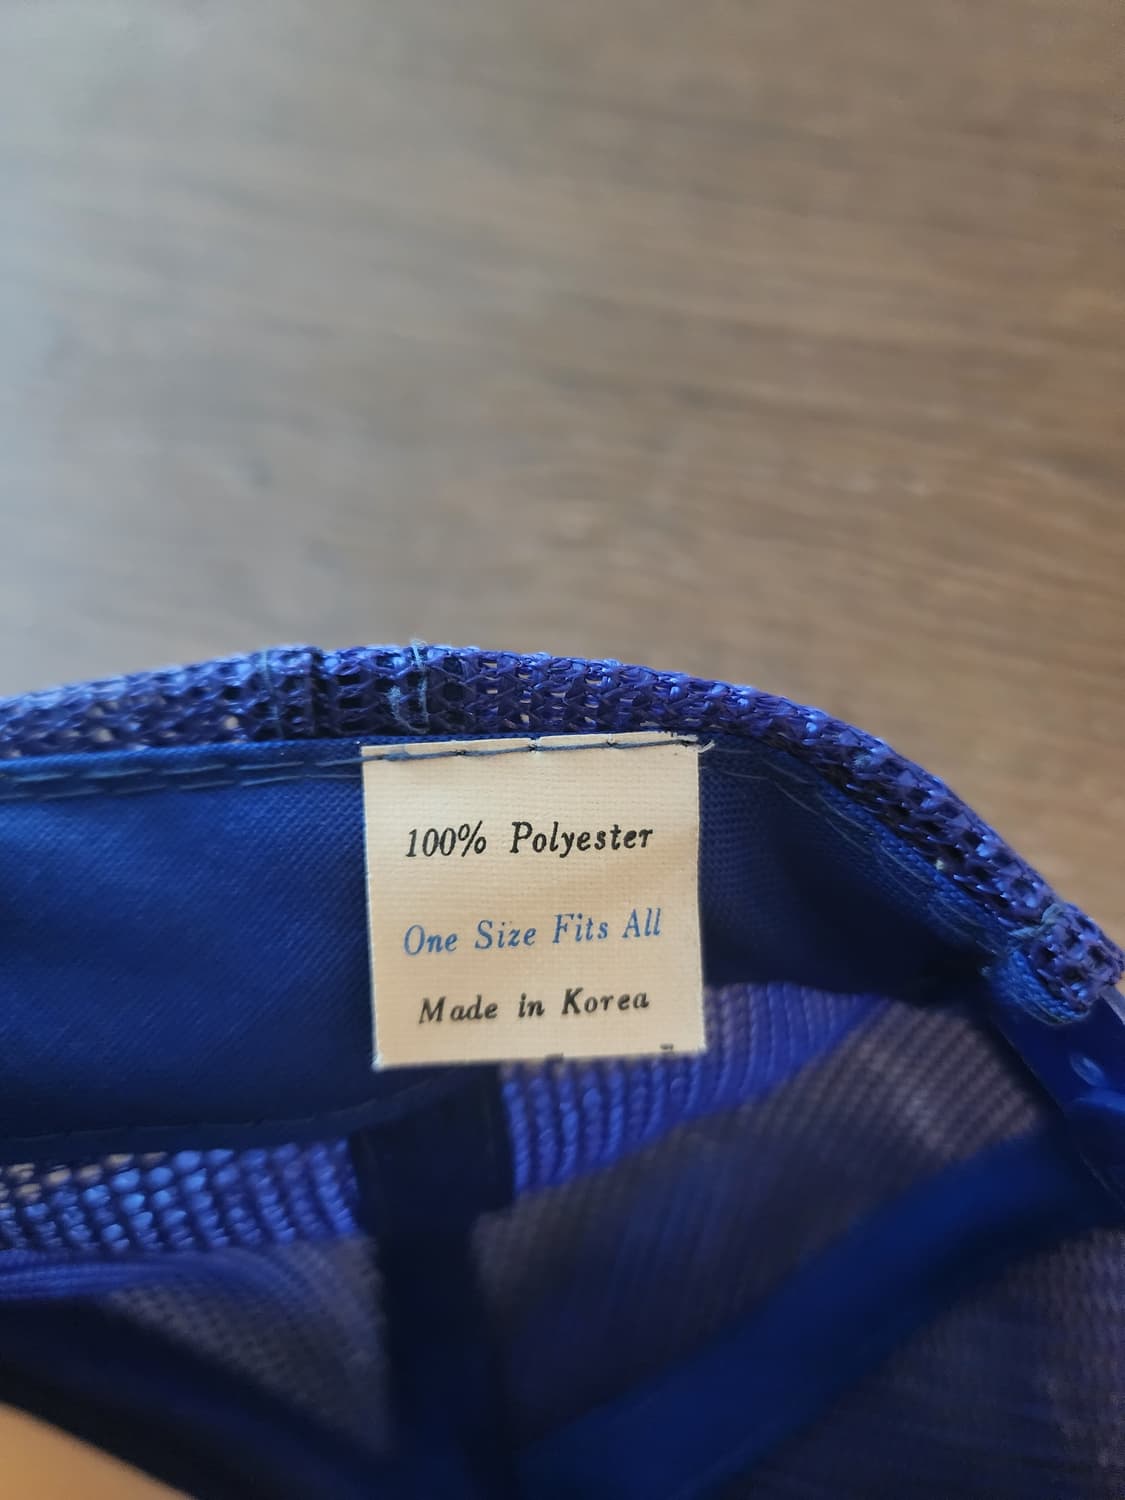 100% Polyester
One Size Fits All
Made in Korea